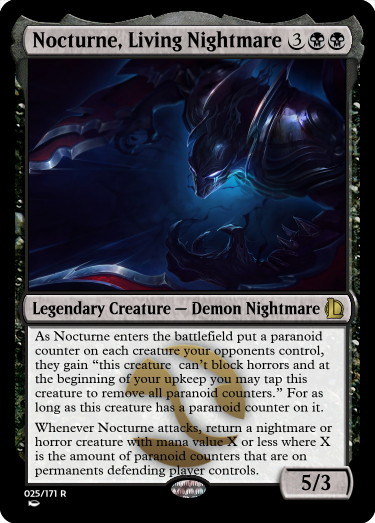 Nocturne, Living Nightmare 3
Legendary Creature — Demon Nightmare
As Nocturne enters the battlefield put a paranoid
counter on each creature your opponents control,
they gain “this creature can’t block horrors and at
the beginning of your upkeep you may tap this
creature to remove all paranoid counters.” For as
long as this creature has a paranoid counter on it.
Whenever Nocturne attacks, return a nightmare or
horror creature with mana value X or less where X
is the amount of paranoid counters that are on
permanents defending player controls.
5/3
025/171 R